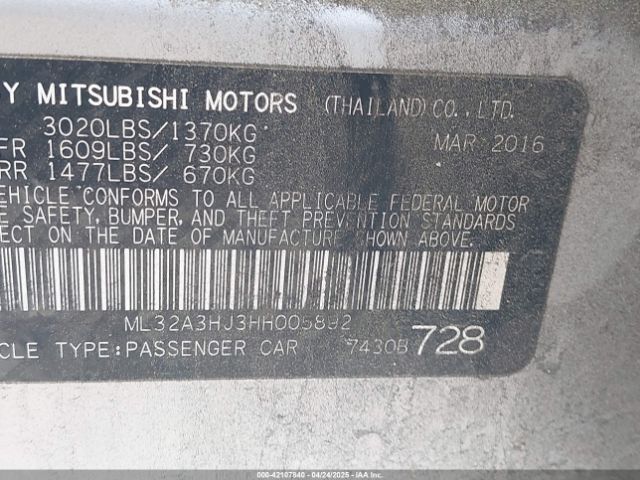 Y MITSUBISHI MOTORS (THAILAND) CO., LTD.
3020LBS/1370KG MAR 2016
FR 1609LBS/ 730KG
RR 1477LBS/ 670KG
EHICLE CONFORMS TO ALL APPLICABLE FEDERAL MOTOR
E SAFETY, BUMPER, AND THEFT PREVENTION STANDARDS
ECT ON THE DATE OF MANUFACTURE SHOWN ABOVE.
ML32A3HJ3HH005892
CLE TYPE:PASSENGER CAR 7430B 728
000-42107840 - 04/24/2025 - IAAI.COM